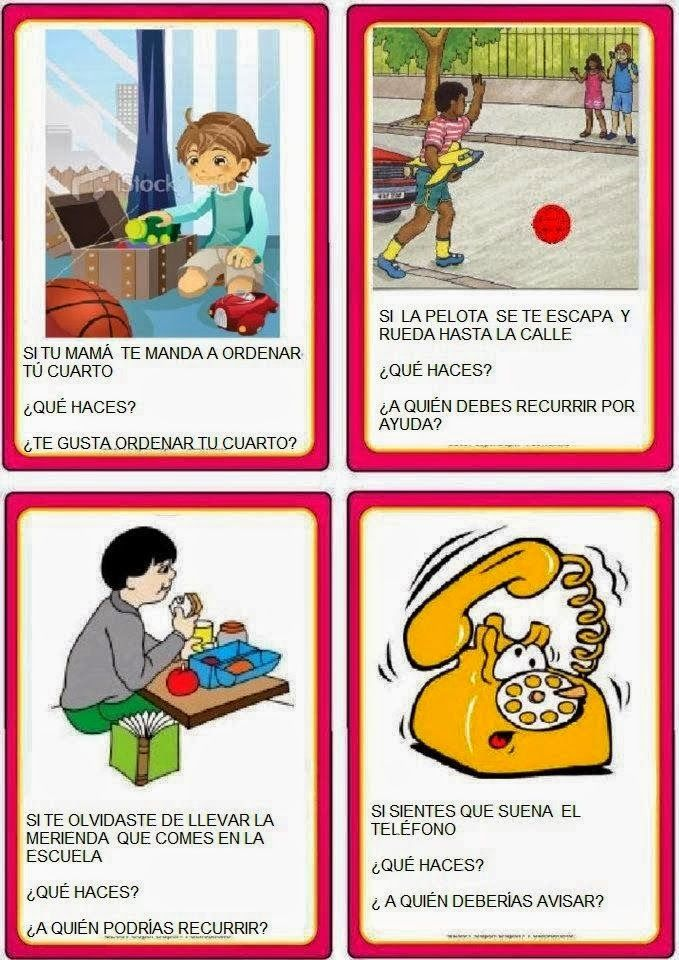 iStock
SI TU MAMÁ TE MANDA A ORDENAR
TÚ CUARTO
¿QUÉ HACES?
¿TE GUSTA ORDENAR TU CUARTO?
SI LA PELOTA SE TE ESCAPA Y
RUEDA HASTA LA CALLE
¿QUÉ HACES?
¿A QUIÉN DEBES RECURRIR POR
AYUDA?
SI TE OLVIDASTE DE LLEVAR LA
MERIENDA QUE COMES EN LA
ESCUELA
¿QUÉ HACES?
¿A QUIÉN PODRÍAS RECURRIR?
SI SIENTES QUE SUENA EL
TELÉFONO
¿QUÉ HACES?
¿ A QUIÉN DEBERÍAS AVISAR?